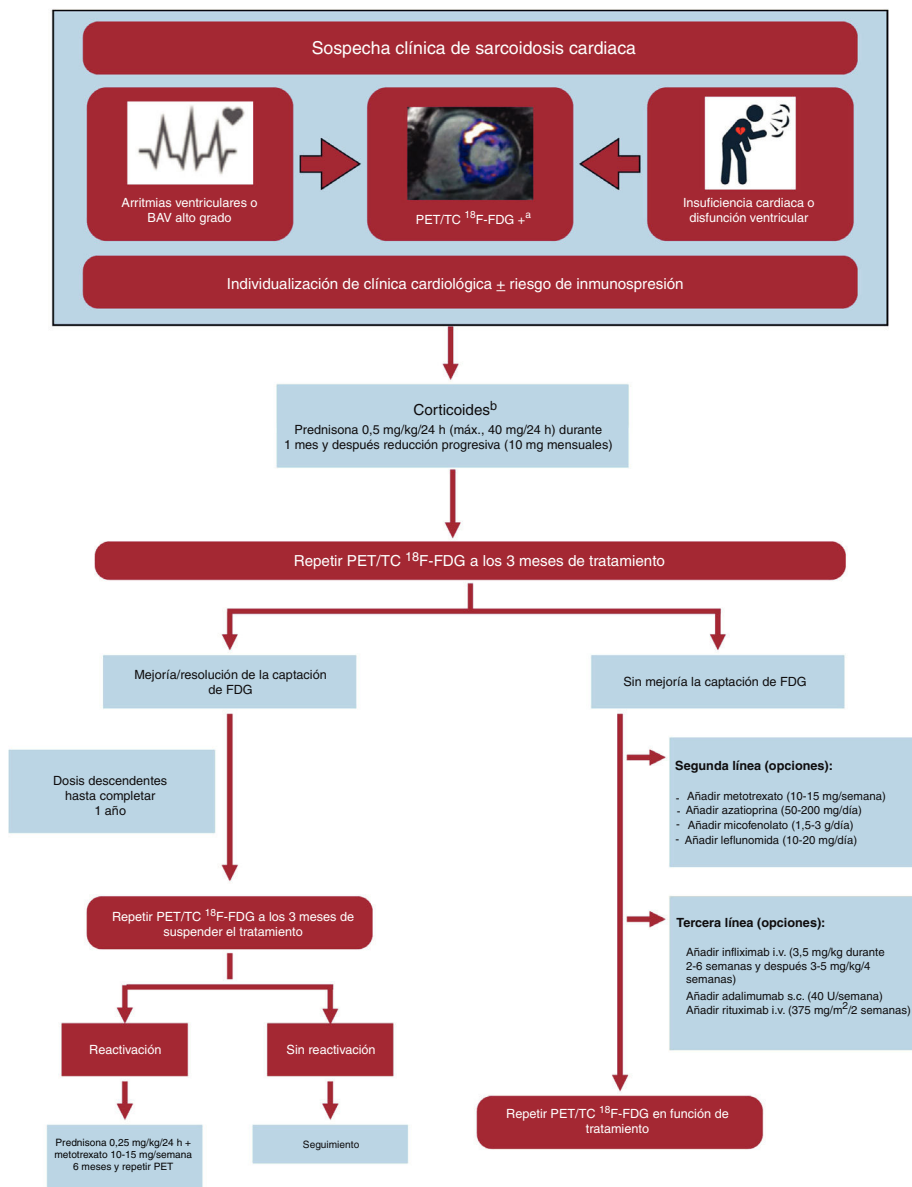 Sospecha clínica de sarcoidosis cardiaca
Arritmias ventriculares o
BAV alto grado
PET/TC ¹⁸F-FDG +ᵃ
Insuficiencia cardiaca o
disfunción ventricular
Individualización de clínica cardiológica ± riesgo de inmunospresión
Corticoidesᵇ
Prednisona 0,5 mg/kg/24 h (máx., 40 mg/24 h) durante
1 mes y después reducción progresiva (10 mg mensuales)
Repetir PET/TC ¹⁸F-FDG a los 3 meses de tratamiento
Mejoría/resolución de la captación
de FDG
Sin mejoría la captación de FDG
Dosis descendentes
hasta completar
1 año
Segunda línea (opciones):
- Añadir metotrexato (10-15 mg/semana)
- Añadir azatioprina (50-200 mg/día)
- Añadir micofenolato (1,5-3 g/día)
- Añadir leflunomida (10-20 mg/día)
Repetir PET/TC ¹⁸F-FDG a los 3 meses de
suspender el tratamiento
Tercera línea (opciones):
Añadir infliximab i.v. (3,5 mg/kg durante
2-6 semanas y después 3-5 mg/kg/4
semanas)
Añadir adalimumab s.c. (40 U/semana)
Añadir rituximab i.v. (375 mg/m²/2 semanas)
Reactivación
Sin reactivación
Repetir PET/TC ¹⁸F-FDG en función de
tratamiento
Prednisona 0,25 mg/kg/24 h +
metotrexato 10-15 mg/semana
6 meses y repetir PET
Seguimiento